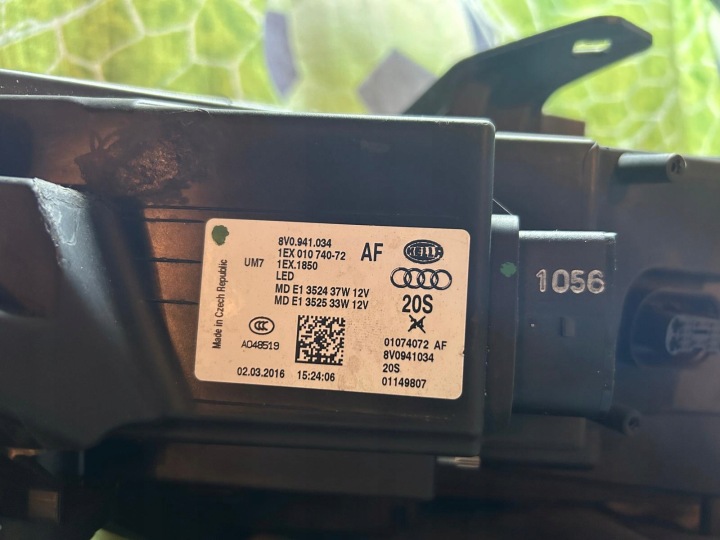 8V0.941.034
1EX 010 740-72
AF
HELLA
UM7
1EX.1850
LED
MD E1 3524 37W 12V
MD E1 3525 33W 12V
20S
Made in Czech Republic
CCC
A048519
02.03.2016 15:24:06
01074072 AF
8V0941034
20S
01149807
1056